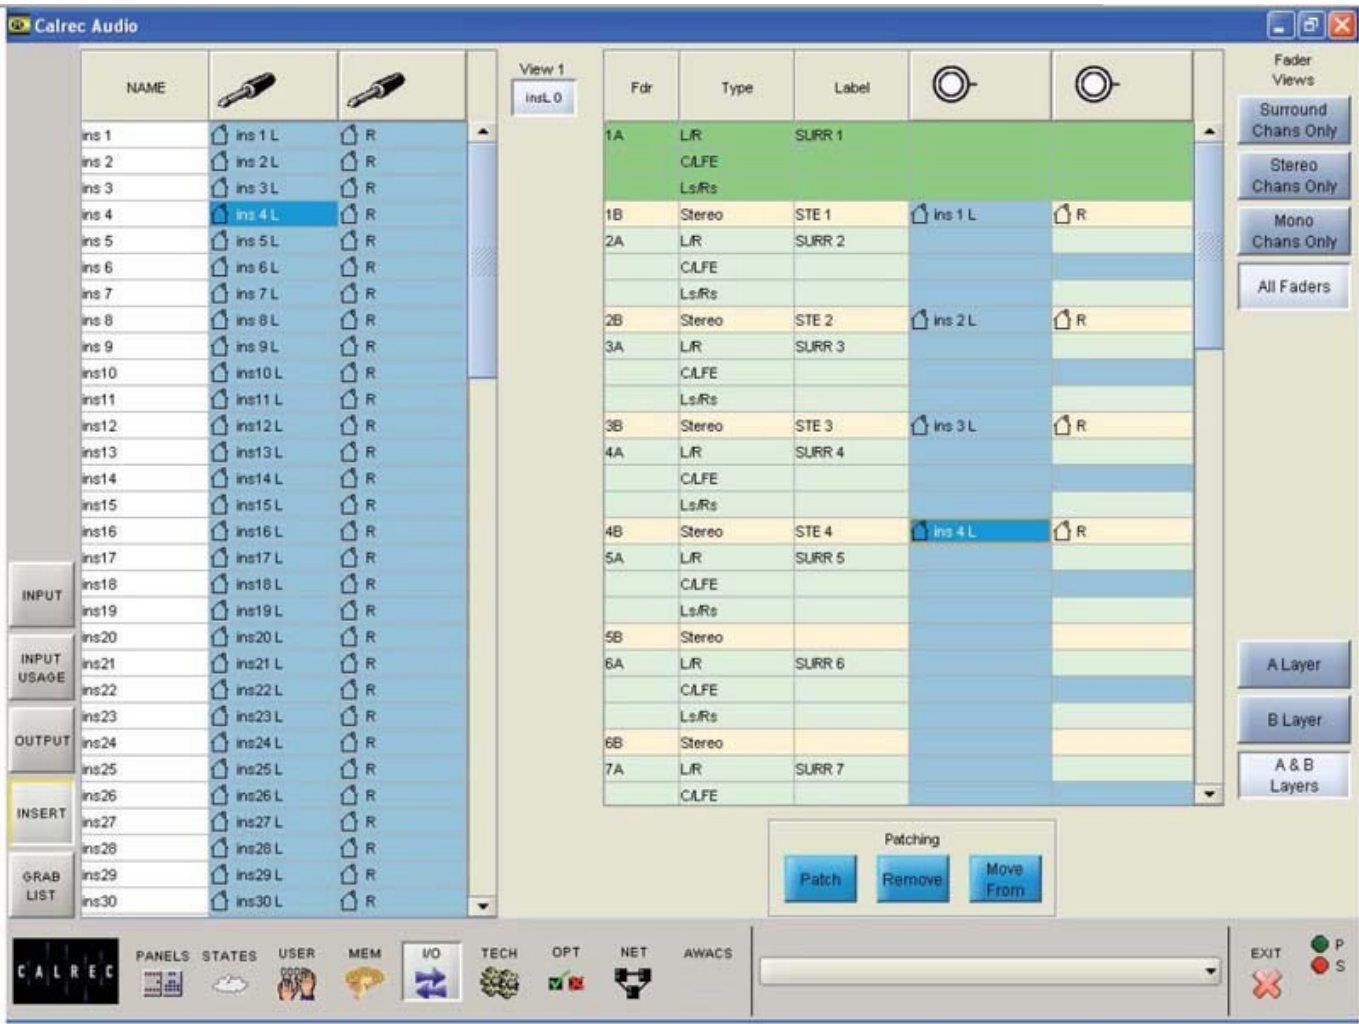 Calrec Audio
NAME
View 1
insL 0
Fdr Type Label
Fader Views
Surround Chans Only
Stereo Chans Only
Mono Chans Only
All Faders
ins 1 ins 1 L R
ins 2 ins 2 L R
ins 3 ins 3 L R
ins 4 ins 4 L R
ins 5 ins 5 L R
ins 6 ins 6 L R
ins 7 ins 7 L R
ins 8 ins 8 L R
ins 9 ins 9 L R
ins10 ins10 L R
ins11 ins11 L R
ins12 ins12 L R
ins13 ins13 L R
ins14 ins14 L R
ins15 ins15 L R
ins16 ins16 L R
ins17 ins17 L R
ins18 ins18 L R
ins19 ins19 L R
ins20 ins20 L R
ins21 ins21 L R
ins22 ins22 L R
ins23 ins23 L R
ins24 ins24 L R
ins25 ins25 L R
ins26 ins26 L R
ins27 ins27 L R
ins28 ins28 L R
ins29 ins29 L R
ins30 ins30 L R
1A L/R SURR 1
C/LFE
Ls/Rs
1B Stereo STE 1 ins 1 L R
2A L/R SURR 2
C/LFE
Ls/Rs
2B Stereo STE 2 ins 2 L R
3A L/R SURR 3
C/LFE
Ls/Rs
3B Stereo STE 3 ins 3 L R
4A L/R SURR 4
C/LFE
Ls/Rs
4B Stereo STE 4 ins 4 L R
5A L/R SURR 5
C/LFE
Ls/Rs
5B Stereo
6A L/R SURR 6
C/LFE
Ls/Rs
6B Stereo
7A L/R SURR 7
C/LFE
INPUT
INPUT USAGE
OUTPUT
INSERT
GRAB LIST
A Layer
B Layer
A & B Layers
Patching
Patch Remove Move From
CALREC
PANELS STATES USER MEM I/O TECH OPT NET AWACS
EXIT
P
S